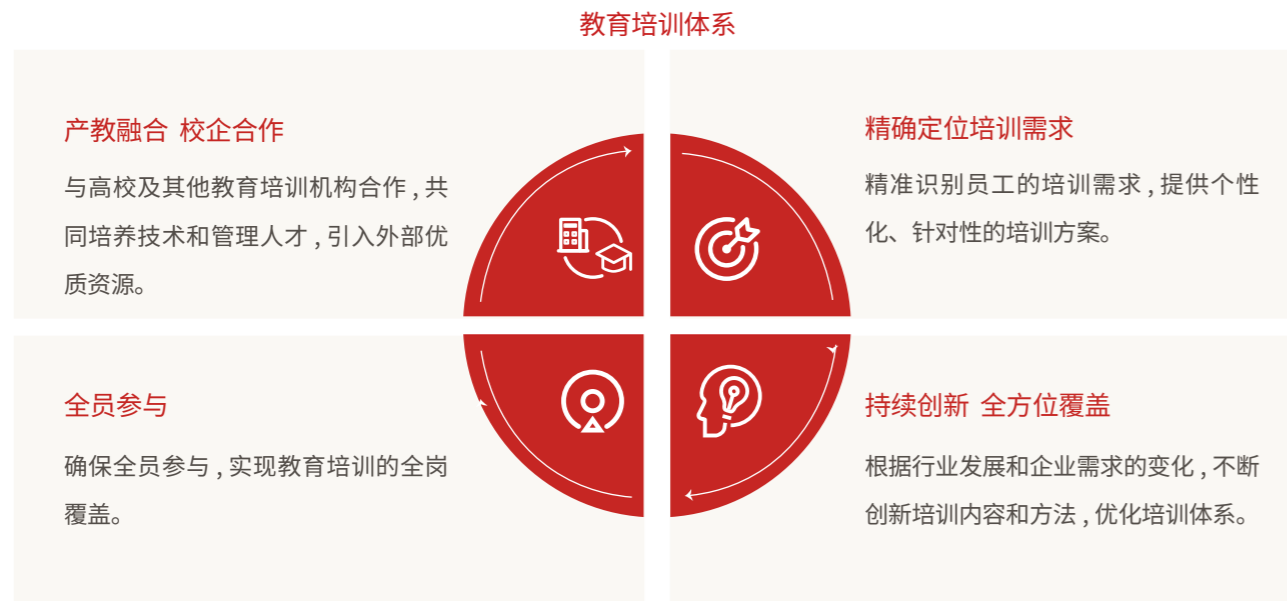 教育培训体系
产教融合 校企合作
与高校及其他教育培训机构合作，共
同培养技术和管理人才，引入外部优
质资源。
精确定位培训需求
精准识别员工的培训需求，提供个性
化、针对性的培训方案。
全员参与
确保全员参与，实现教育培训的全岗
覆盖。
持续创新 全方位覆盖
根据行业发展和企业需求的变化，不断
创新培训内容和方法，优化培训体系。